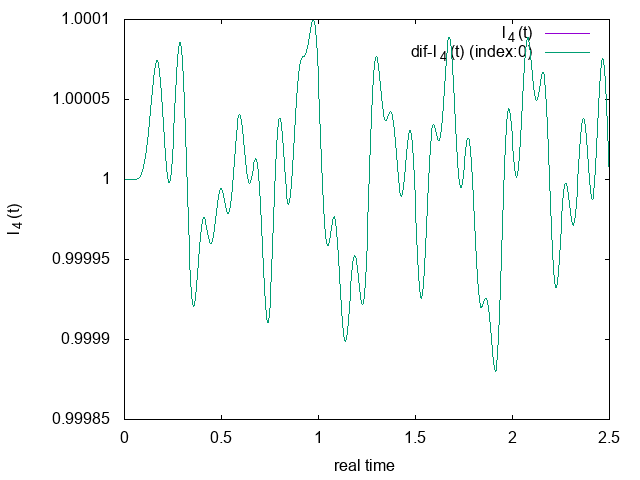 1.0001
I4(t)
dif-I4(t) (index:0)
1.00005
1
I4(t)
0.99995
0.9999
0.99985
0 0.5 1 1.5 2 2.5
real time